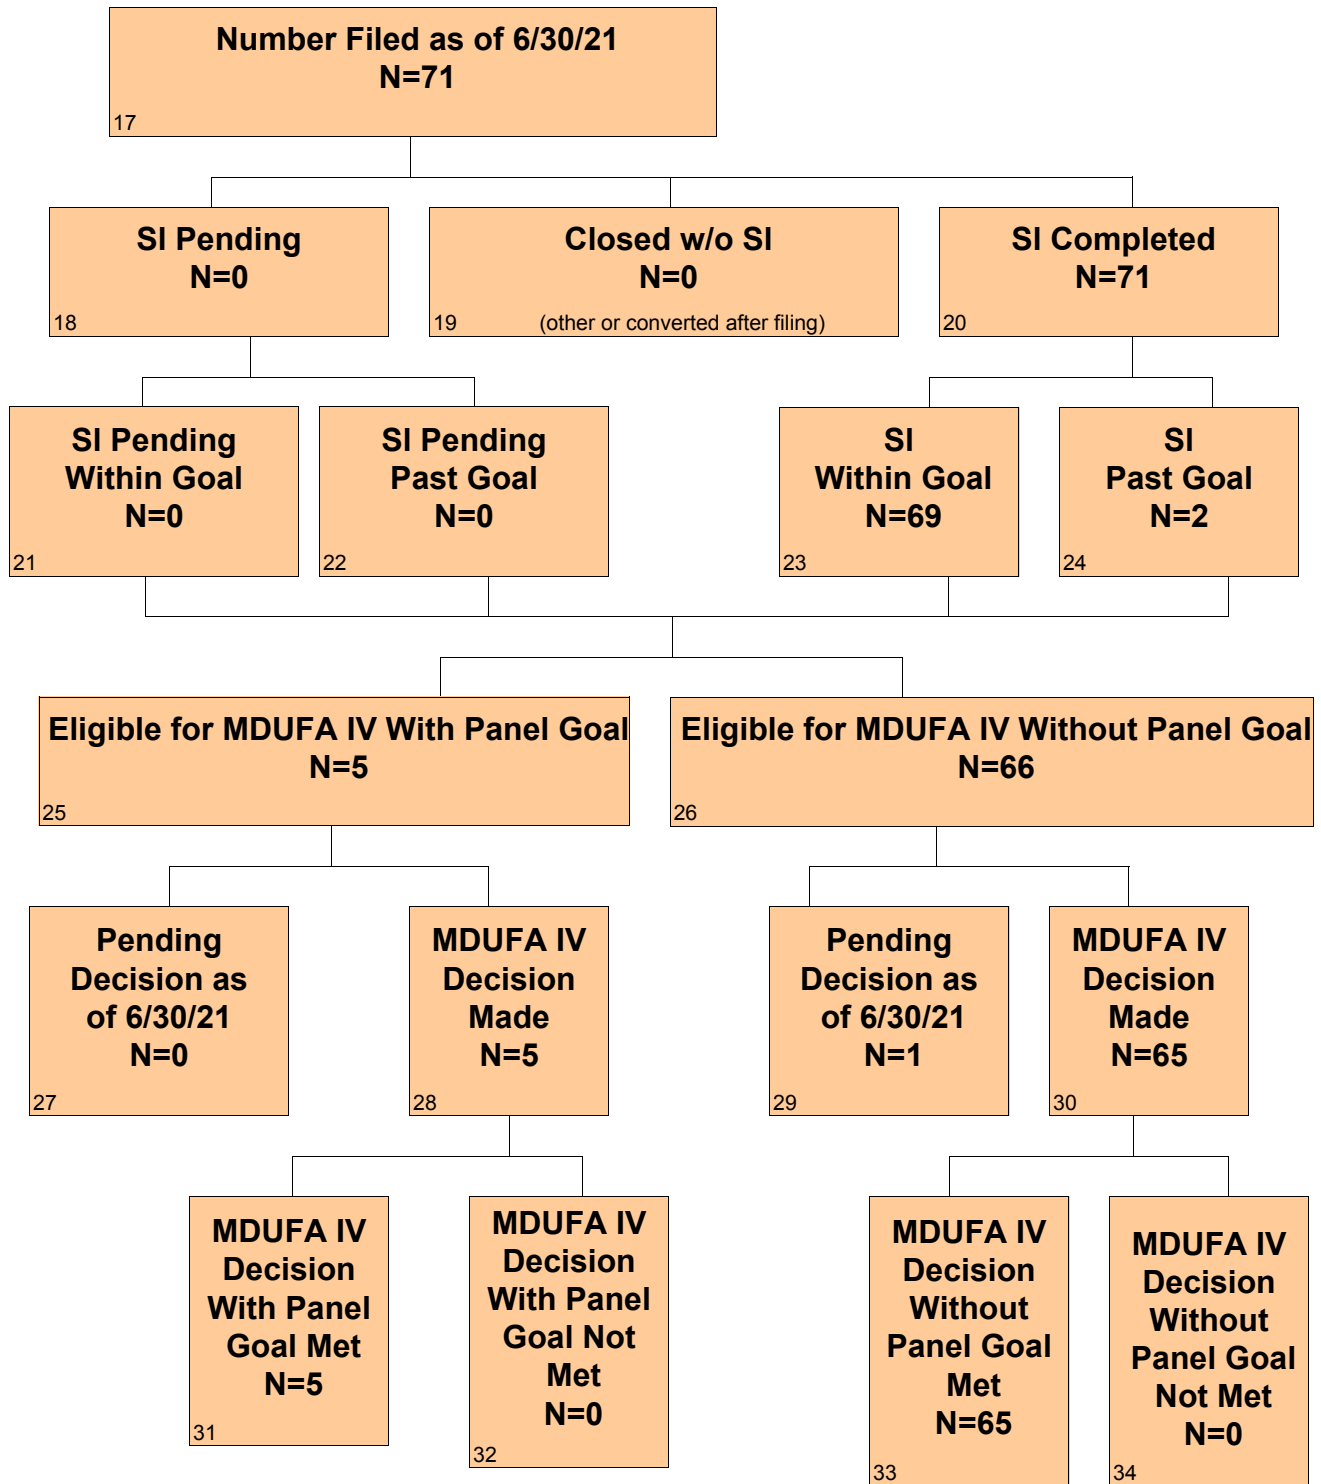 Number Filed as of 6/30/21
N=71
17
SI Pending
N=0
18
Closed w/o SI
N=0
19 (other or converted after filing)
SI Completed
N=71
20
SI Pending
Within Goal
N=0
21
SI Pending
Past Goal
N=0
22
SI
Within Goal
N=69
23
SI
Past Goal
N=2
24
Eligible for MDUFA IV With Panel Goal
N=5
25
Eligible for MDUFA IV Without Panel Goal
N=66
26
Pending
Decision as
of 6/30/21
N=0
27
MDUFA IV
Decision
Made
N=5
28
Pending
Decision as
of 6/30/21
N=1
29
MDUFA IV
Decision
Made
N=65
30
MDUFA IV
Decision
With Panel
Goal Met
N=5
31
MDUFA IV
Decision
With Panel
Goal Not
Met
N=0
32
MDUFA IV
Decision
Without
Panel Goal
Met
N=65
33
MDUFA IV
Decision
Without
Panel Goal
Not Met
N=0
34